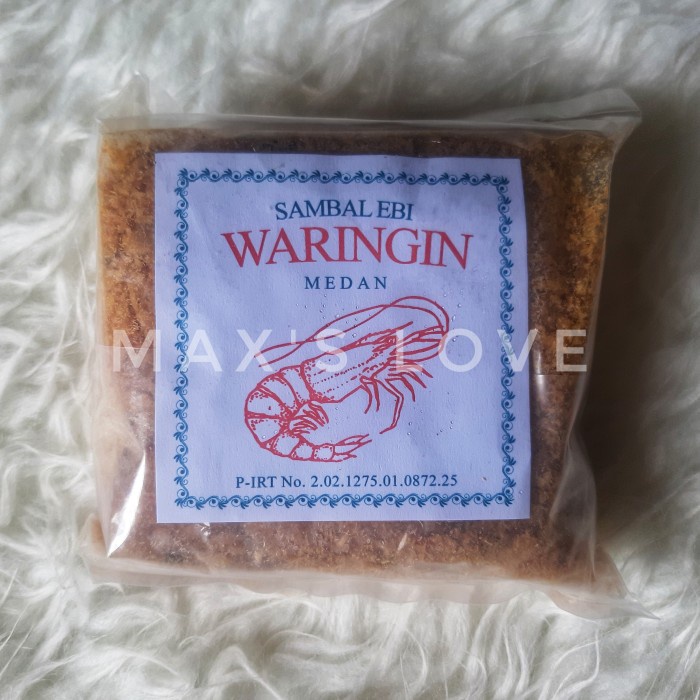 SAMBAL EBI
WARINGIN
MEDAN
MAX'S LOVE
P-IRT No. 2.02.1275.01.0872.25